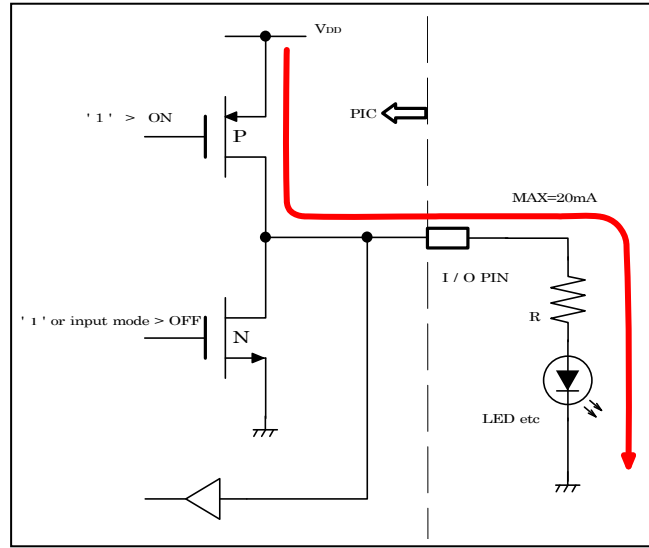 VDD
' 1 ' > ON
PIC
P
MAX=20mA
I / O PIN
R
' 1 ' or input mode > OFF
N
LED etc